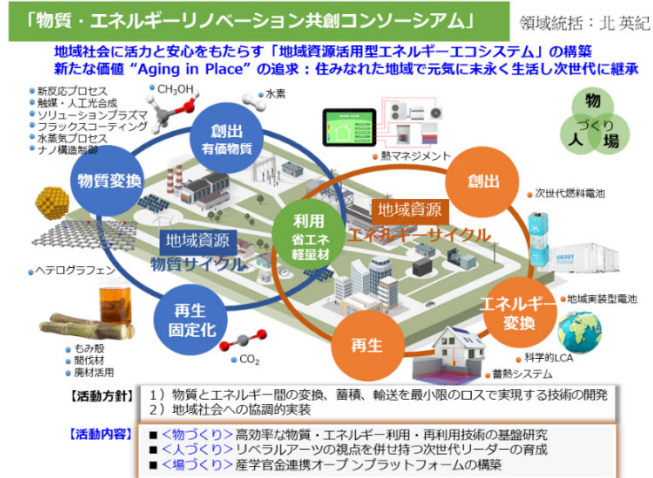 「物質・エネルギーリノベーション共創コンソーシアム」
領域統括：北 英紀
地域社会に活力と安心をもたらす「地域資源活用型エネルギーエコシステム」の構築
新たな価値 “Aging in Place” の追求：住みなれた地域で元気に末永く生活し次世代に継承
新反応プロセス
触媒・人工光合成
ソリューションプラズマ
フラックスコーティング
水蒸気プロセス
ナノ構造制御
CH₃OH
水素
創出
有価物質
物質変換
熱マネジメント
物
づくり
人 場
創出
次世代燃料電池
利用
省エネ
軽量材
地域資源
物質サイクル
地域資源
エネルギーサイクル
ヘテログラフェン
再生
固定化
CO₂
もみ殻
間伐材
廃材活用
再生
エネルギー
変換
地域実装型電池
科学的LCA
蓄熱システム
【活動方針】
1）物質とエネルギー間の変換、蓄積、輸送を最小限のロスで実現する技術の開発
2）地域社会への協調的実装
【活動内容】
■ ＜物づくり＞高効率な物質・エネルギー利用・再利用技術の基盤研究
■ ＜人づくり＞リベラルアーツの視点を併せ持つ次世代リーダーの育成
■ ＜場づくり＞産学官金連携オープ ンプラットフォームの構築